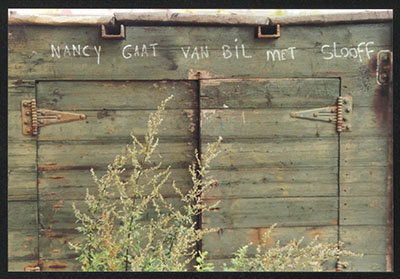 NANCY GAAT VAN BIL MET SLOOFF